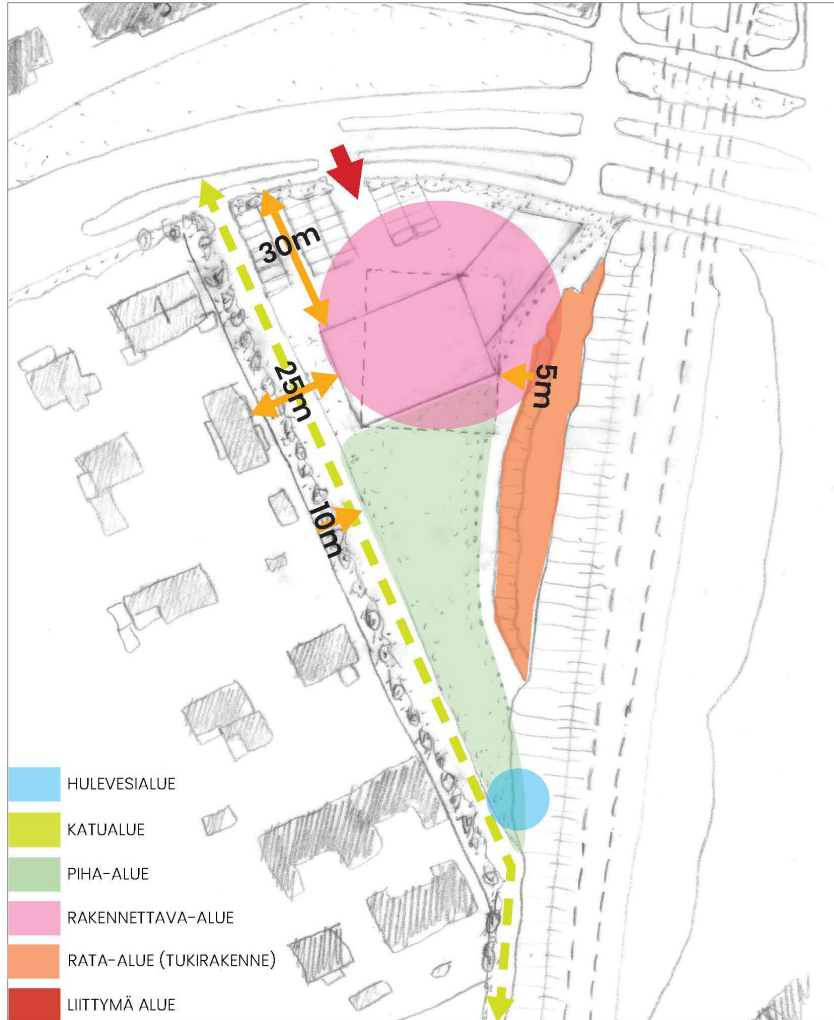 30m
25m
5m
10m
HULEVESIALUE
KATUALUE
PIHA-ALUE
RAKENNETTAVA-ALUE
RATA-ALUE (TUKIRAKENNE)
LIITTYMÄ ALUE